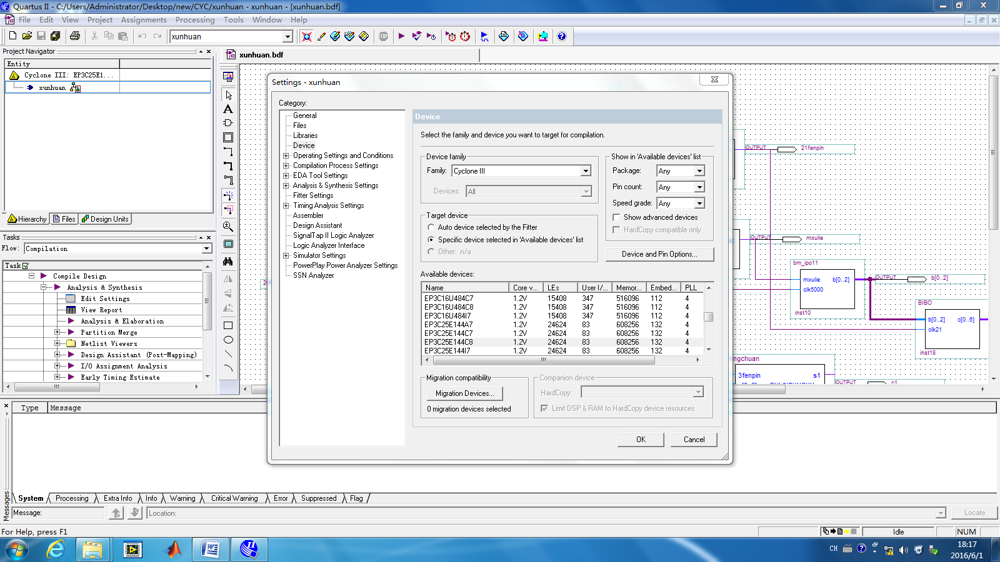 Quartus II - C:/Users/Administrator/Desktop/new/CYC/xunhuan - xunhuan - [xunhuan.bdf]
File Edit View Project Assignments Processing Tools Window Help
xunhuan
Project Navigator
Entity
Cyclone III: EP3C25E1...
xunhuan
Hierarchy Files Design Units
Tasks
Flow: Compilation
Task
Compile Design
Analysis & Synthesis
Edit Settings
View Report
Analysis & Elaboration
Partition Merge
Netlist Viewers
Design Assistant (Post-Mapping)
I/O Assignment Analysis
Early Timing Estimate
xunhuan.bdf
Settings - xunhuan
Category:
General
Files
Libraries
Device
Operating Settings and Conditions
Compilation Process Settings
EDA Tool Settings
Analysis & Synthesis Settings
Fitter Settings
Timing Analysis Settings
Assembler
Design Assistant
SignalTap II Logic Analyzer
Logic Analyzer Interface
Simulator Settings
PowerPlay Power Analyzer Settings
SSN Analyzer
Device
Select the family and device you want to target for compilation.
Device family
Family: Cyclone III
Devices: All
Target device
Auto device selected by the Fitter
Specific device selected in 'Available devices' list
Other: n/a
Show in 'Available devices' list
Package: Any
Pin count: Any
Speed grade: Any
Show advanced devices
HardCopy compatible only
Device and Pin Options...
Available devices:
Name Core v... LEs User I/... Memor... Embed... PLL
EP3C16U484C7 1.2V 15408 347 516096 112 4
EP3C16U484C8 1.2V 15408 347 516096 112 4
EP3C16U484I7 1.2V 15408 347 516096 112 4
EP3C25E144A7 1.2V 24624 83 608256 132 4
EP3C25E144C7 1.2V 24624 83 608256 132 4
EP3C25E144C8 1.2V 24624 83 608256 132 4
EP3C25E144I7 1.2V 24624 83 608256 132 4
Migration compatibility
Migration Devices...
0 migration devices selected
Companion device
HardCopy:
Limit DSP & RAM to HardCopy device resources
OK Cancel
OUTPUT 21fenpin
OUTPUT mxulie
bm_ipo11
mxulie b[0..2]
clk5000
inst10
OUTPUT b[0..2]
BIBO
b[0..2] c[0..6]
clk21
inst18
ngchuan
3fenpin s1
OUTPUT
Type Message
System Processing Extra Info Info Warning Critical Warning Error Suppressed Flag
Messages
Message: Location: Locate
For Help, press F1
Idle NUM
CH
18:17
2016/6/1